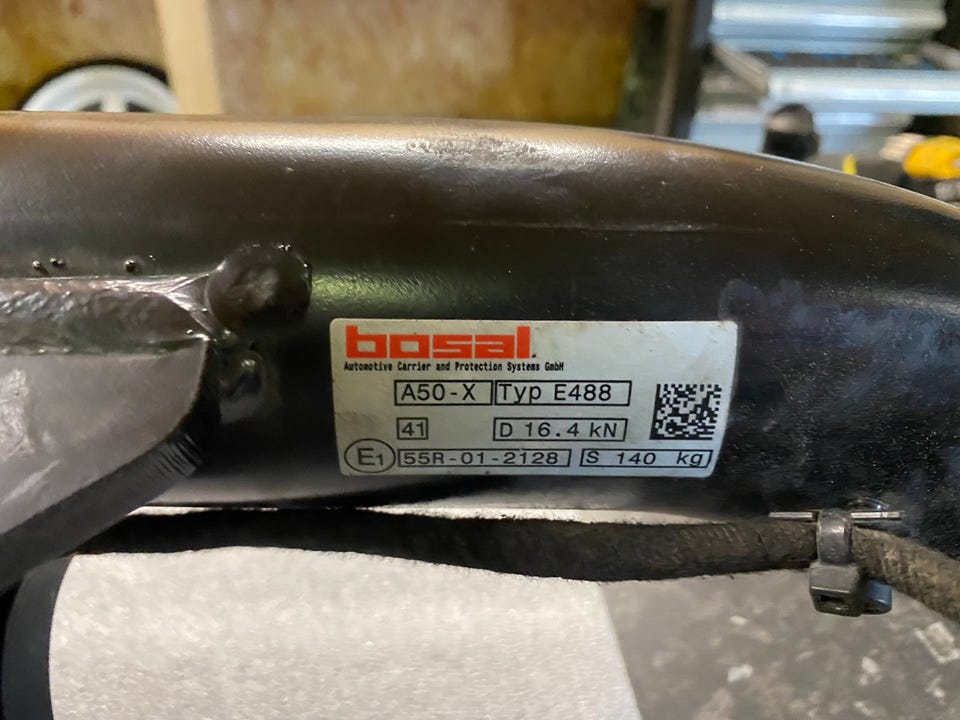 bosal
Automotive Carrier and Protection Systems GmbH
A50-X Typ E488
41 D 16.4 kN
E1 55R-01-2128 S 140 kg